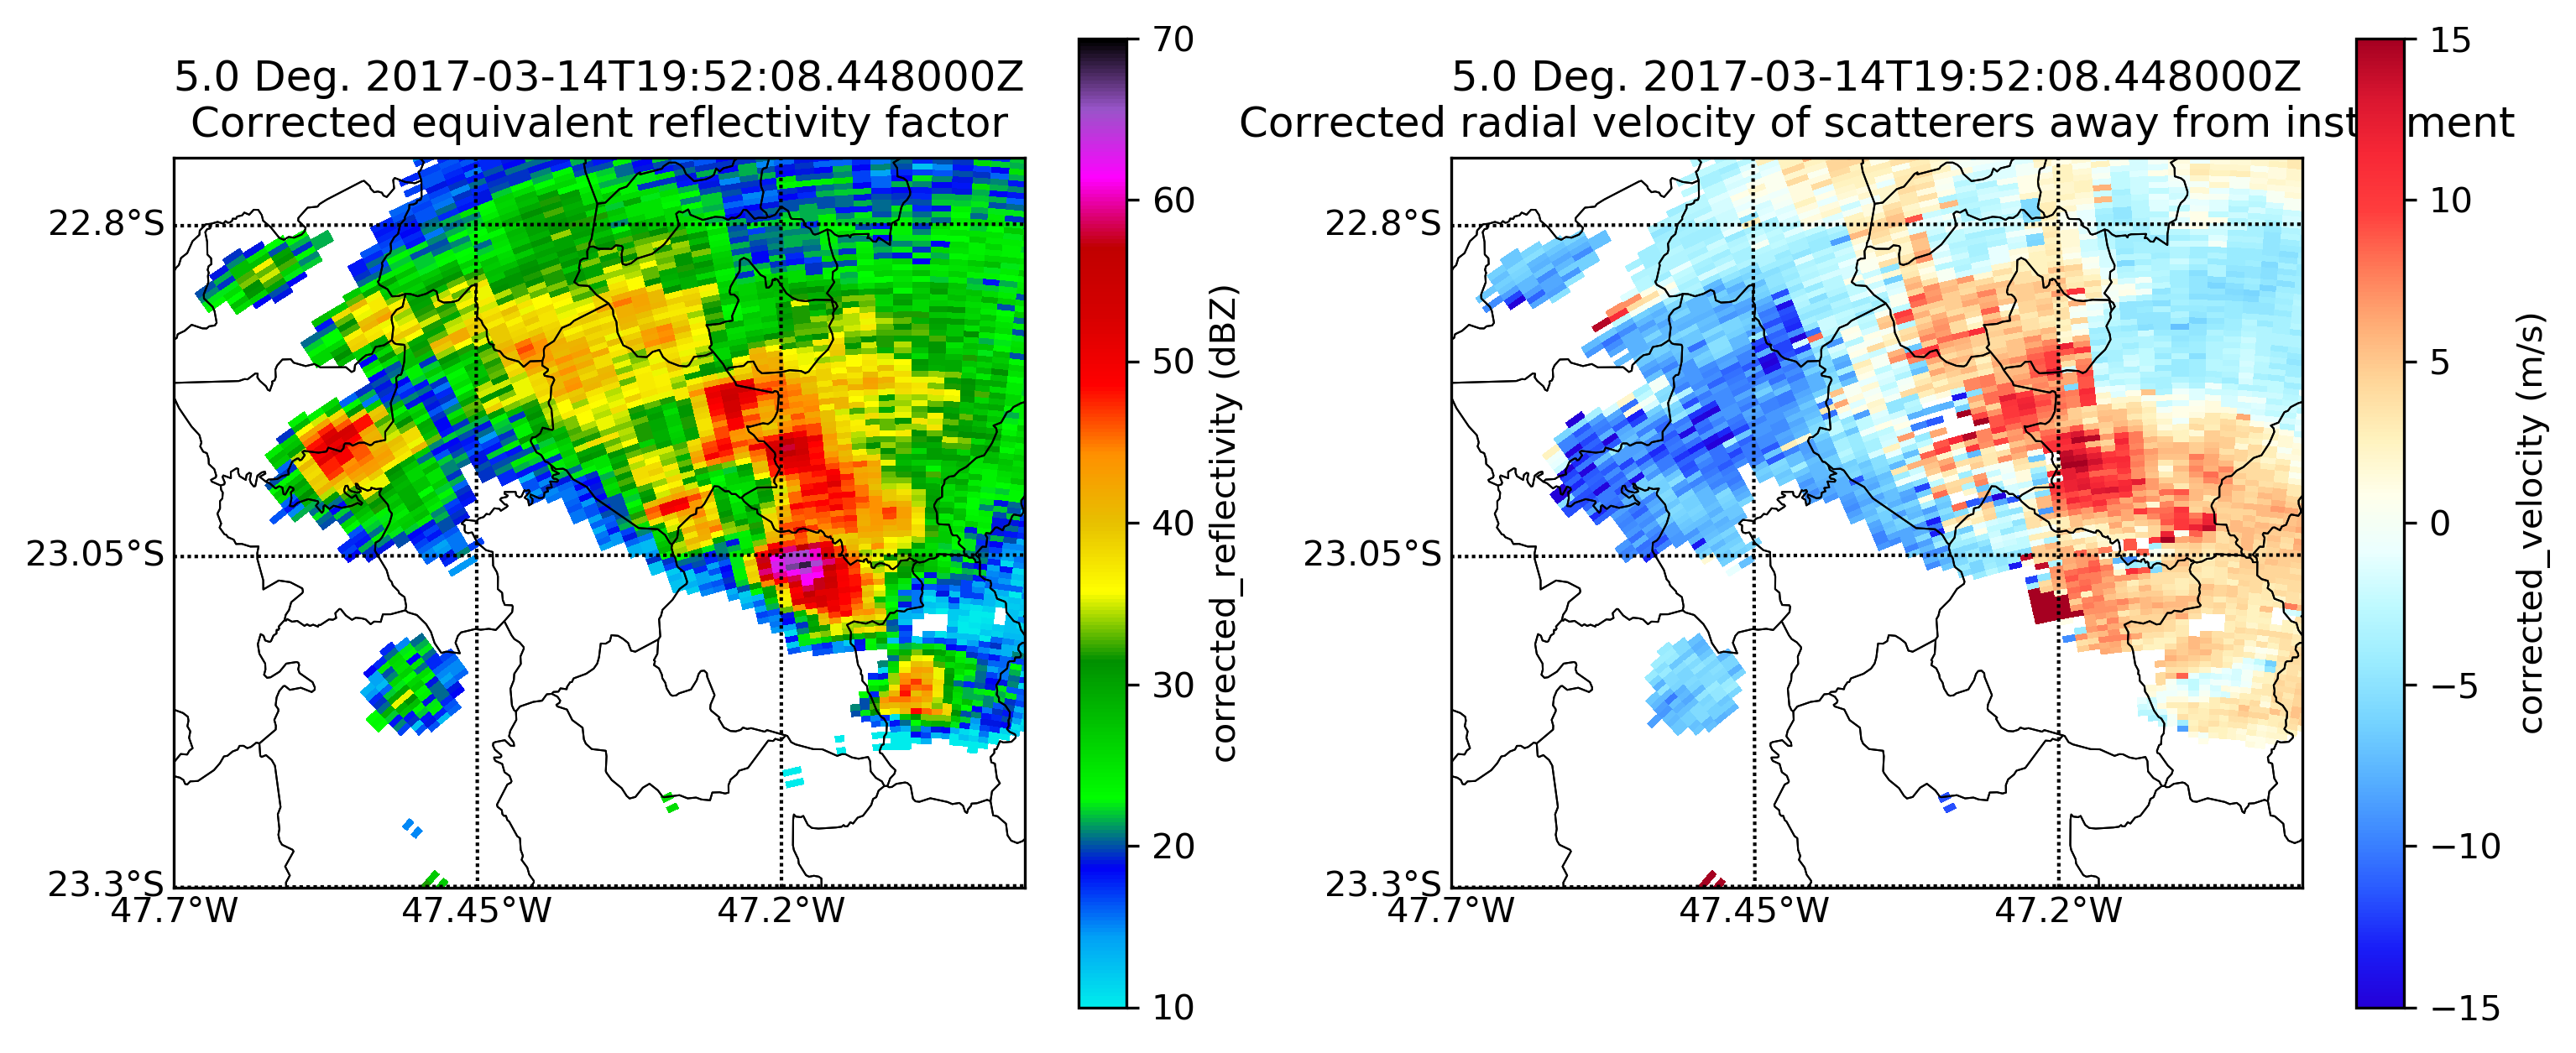 5.0 Deg. 2017-03-14T19:52:08.448000Z
Corrected equivalent reflectivity factor
22.8°S
23.05°S
23.3°S
47.7°W
47.45°W
47.2°W
70
60
50
40
30
20
10
corrected_reflectivity (dBZ)
5.0 Deg. 2017-03-14T19:52:08.448000Z
Corrected radial velocity of scatterers away from inst ment
22.8°S
23.05°S
23.3°S
47.7°W
47.45°W
47.2°W
15
10
5
0
−5
−10
−15
corrected_velocity (m/s)